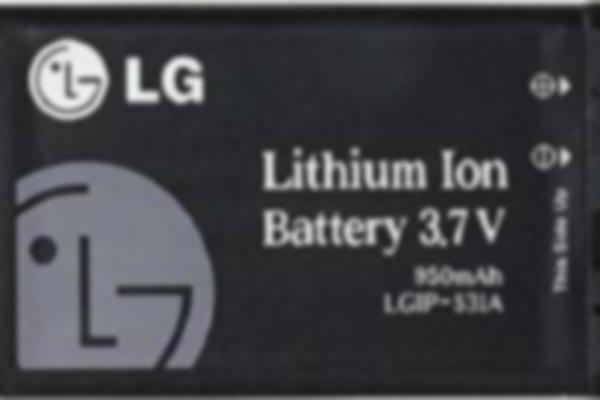 LG
Lithium Ion
Battery 3,7 V
950mAh
LGIP-531A
This Side Up